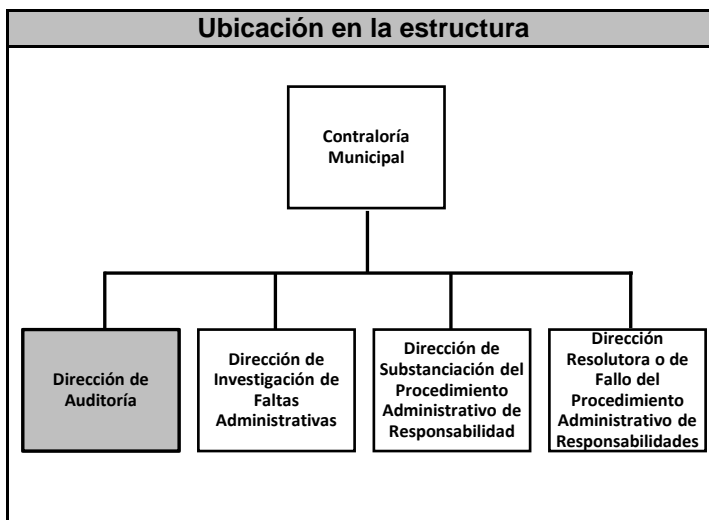 Ubicación en la estructura
Contraloría
Municipal
Dirección de
Auditoría
Dirección de
Investigación de
Faltas
Administrativas
Dirección de
Substanciación del
Procedimiento
Administrativo de
Responsabilidad
Dirección
Resolutora o de
Fallo del
Procedimiento
Administrativo de
Responsabilidades